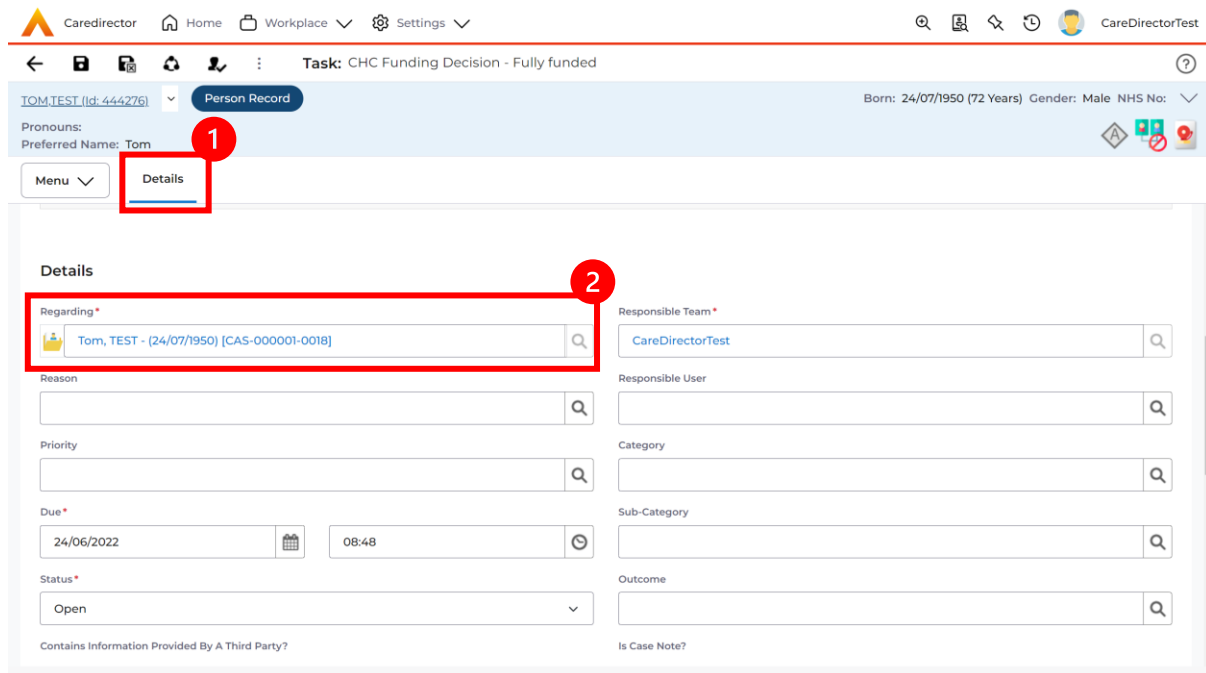 Caredirector Home Workplace Settings CareDirectorTest
Task: CHC Funding Decision - Fully funded
TOM,TEST (Id: 444276) Person Record Born: 24/07/1950 (72 Years) Gender: Male NHS No:
Pronouns:
Preferred Name: Tom
1
A
Menu Details
Details
2
Regarding* Responsible Team*
Tom, TEST - (24/07/1950) [CAS-000001-0018] CareDirectorTest
Reason Responsible User
Priority Category
Due* Sub-Category
24/06/2022 08:48
Status* Outcome
Open
Contains Information Provided By A Third Party? Is Case Note?